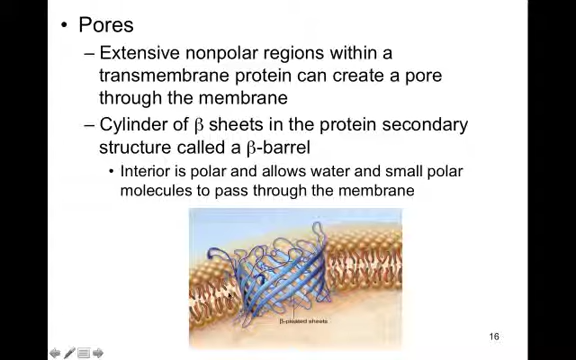 • Pores
– Extensive nonpolar regions within a
transmembrane protein can create a pore
through the membrane
– Cylinder of β sheets in the protein secondary
structure called a β-barrel
• Interior is polar and allows water and small polar
molecules to pass through the membrane
β-pleated sheets
16